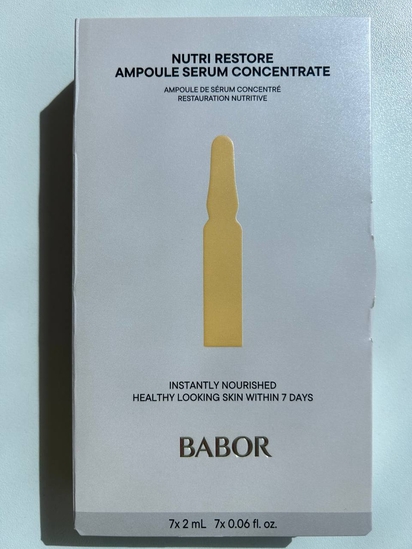 NUTRI RESTORE
AMPOULE SERUM CONCENTRATE
AMPOULE DE SÉRUM CONCENTRÉ
RESTAURATION NUTRITIVE
INSTANTLY NOURISHED
HEALTHY LOOKING SKIN WITHIN 7 DAYS
BABOR
7x 2 mL 7x 0.06 fl. oz.